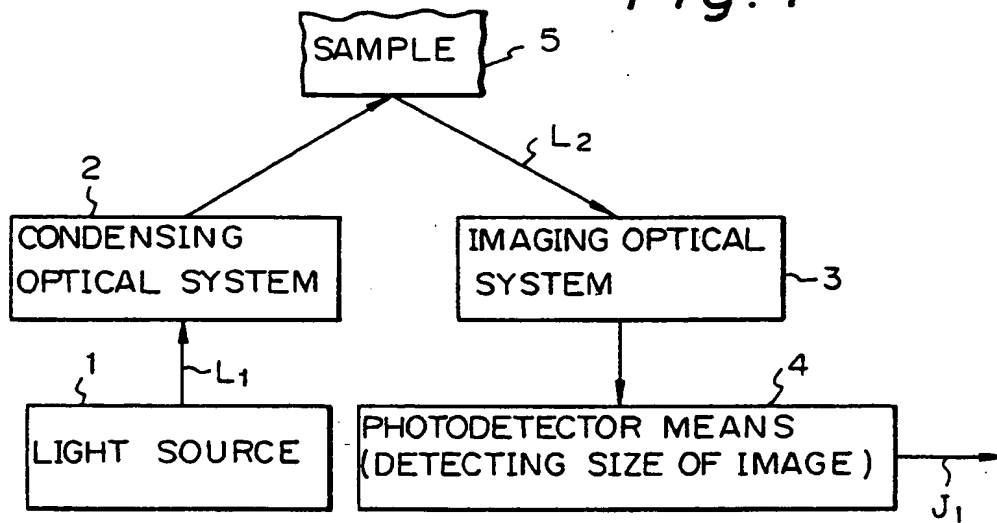 Fig. 1
SAMPLE
5
L2
2
CONDENSING
OPTICAL SYSTEM
IMAGING OPTICAL
SYSTEM
3
1
L1
4
LIGHT SOURCE
PHOTODETECTOR MEANS
(DETECTING SIZE OF IMAGE)
J1